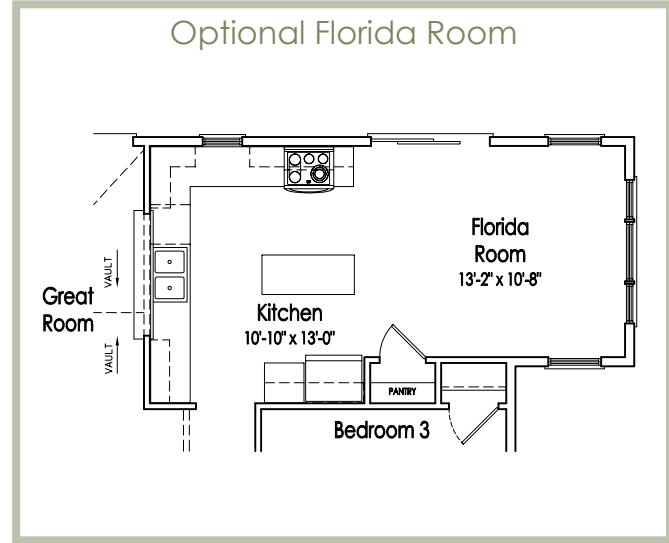 Optional Florida Room
Florida
Room
13'-2" x 10'-8"
VAULT
Great
Room
Kitchen
10'-10" x 13'-0"
VAULT
PANTRY
Bedroom 3